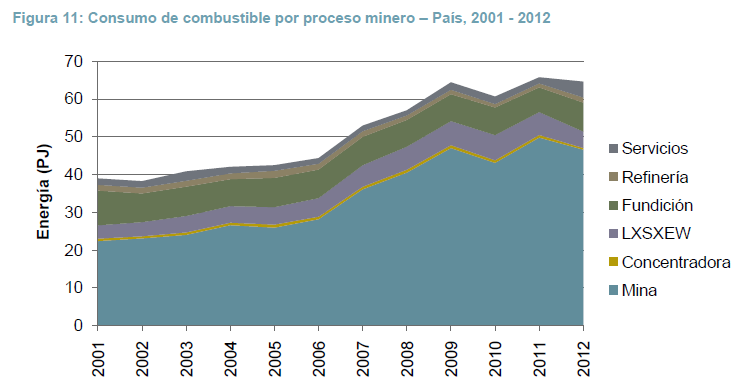 Figura 11: Consumo de combustible por proceso minero – País, 2001 - 2012
70
60
50
40
30
20
10
0
Energía (PJ)
2001
2002
2003
2004
2005
2006
2007
2008
2009
2010
2011
2012
Servicios
Refinería
Fundición
LXSXEW
Concentradora
Mina